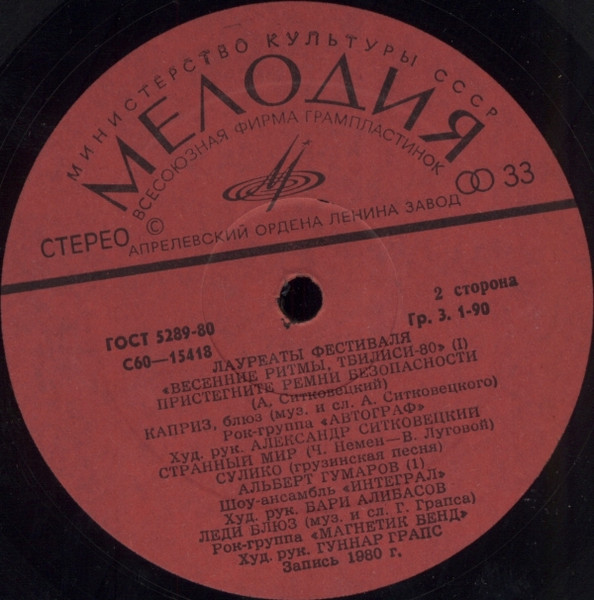 МИНИСТЕРСТВО КУЛЬТУРЫ СССР
МЕЛОДИЯ
ВСЕСОЮЗНАЯ ФИРМА ГРАМПЛАСТИНОК
33
СТЕРЕО ©
АПРЕЛЕВСКИЙ ОРДЕНА ЛЕНИНА ЗАВОД
2 сторона
ГОСТ 5289-80
Гр. 3. 1-90
С60—15418
ЛАУРЕАТЫ ФЕСТИВАЛЯ
«ВЕСЕННИЕ РИТМЫ, ТБИЛИСИ-80» (I)
ПРИСТЕГНИТЕ РЕМНИ БЕЗОПАСНОСТИ
(А. Ситковецкий)
КАПРИЗ, блюз (муз. и сл. А. Ситковецкого)
Рок-группа «АВТОГРАФ»
Худ. рук. АЛЕКСАНДР СИТКОВЕЦКИЙ
СТРАННЫЙ МИР (Ч. Немен—В. Луговой)
СУЛИКО (грузинская песня)
АЛЬБЕРТ ГУМАРОВ (1)
Шоу-ансамбль «ИНТЕГРАЛ»
Худ. рук. БАРИ АЛИБАСОВ
ЛЕДИ БЛЮЗ (муз. и сл. Г. Грапса)
Рок-группа «МАГНЕТИК БЕНД»
Худ. рук. ГУННАР ГРАПС
Запись 1980 г.